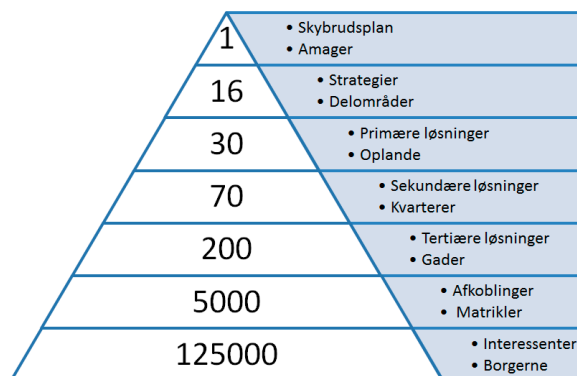 1
• Skybrudsplan
• Amager
16
• Strategier
• Delområder
30
• Primære løsninger
• Oplande
70
• Sekundære løsninger
• Kvarterer
200
• Tertiære løsninger
• Gader
5000
• Afkoblinger
• Matrikler
125000
• Interessenter
• Borgerne